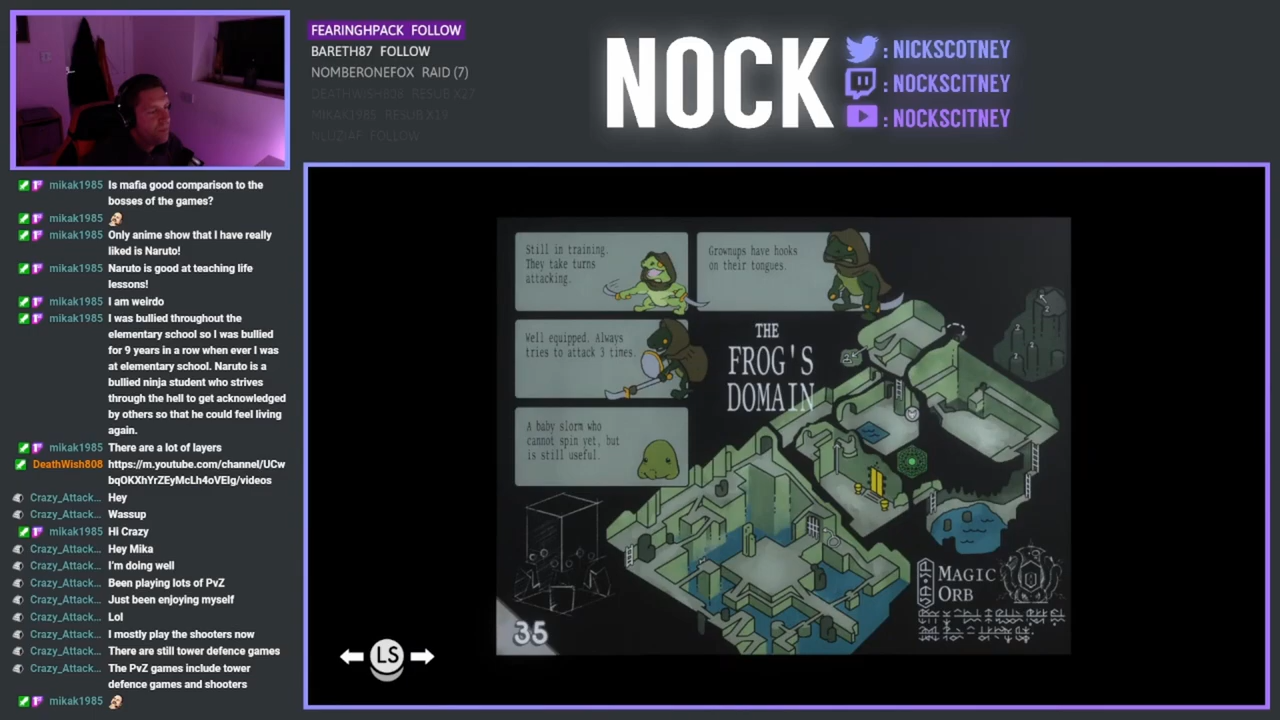 FEARINGHPACK FOLLOW
BARETH87 FOLLOW
NOMBERONEFOX RAID (7)
DEATHWISH808 RESUB X27
MIKAK1985 RESUB X19
NOCK
: NICKSCOTNEY
: NOCKSCITNEY
: NOCKSCITNEY
mikak1985 Is mafia good comparison to the
bosses of the games?
mikak1985
mikak1985 Only anime show that I have really
liked is Naruto!
mikak1985 Naruto is good at teaching life
lessons!
mikak1985 I am weirdo
mikak1985 I was bullied throughout the
elementary school so I was bullied
for 9 years in a row when ever I was
at elementary school. Naruto is a
bullied ninja student who strives
through the hell to get acknowledged
by others so that he could feel living
again.
mikak1985 There are a lot of layers
DeathWish808 https://m.youtube.com/channel/UCw
bqOKXhYrZEyMcLh4oVElg/videos
Crazy_Attack... Hey
Crazy_Attack... Wassup
mikak1985 Hi Crazy
Crazy_Attack... Hey Mika
Crazy_Attack... I'm doing well
Crazy_Attack... Been playing lots of PvZ
Crazy_Attack... Just been enjoying myself
Crazy_Attack... Lol
Crazy_Attack... I mostly play the shooters now
Crazy_Attack... There are still tower defence games
Crazy_Attack... The PvZ games include tower
defence games and shooters
mikak1985
Still in training.
They take turns
attacking.
Grownups have hooks
on their tongues.
Well equipped. Always
tries to attack 3 times.
A baby slorm who
cannot spin yet, but
is still useful.
THE
FROG'S
DOMAIN
MAGIC
ORB
35
LS